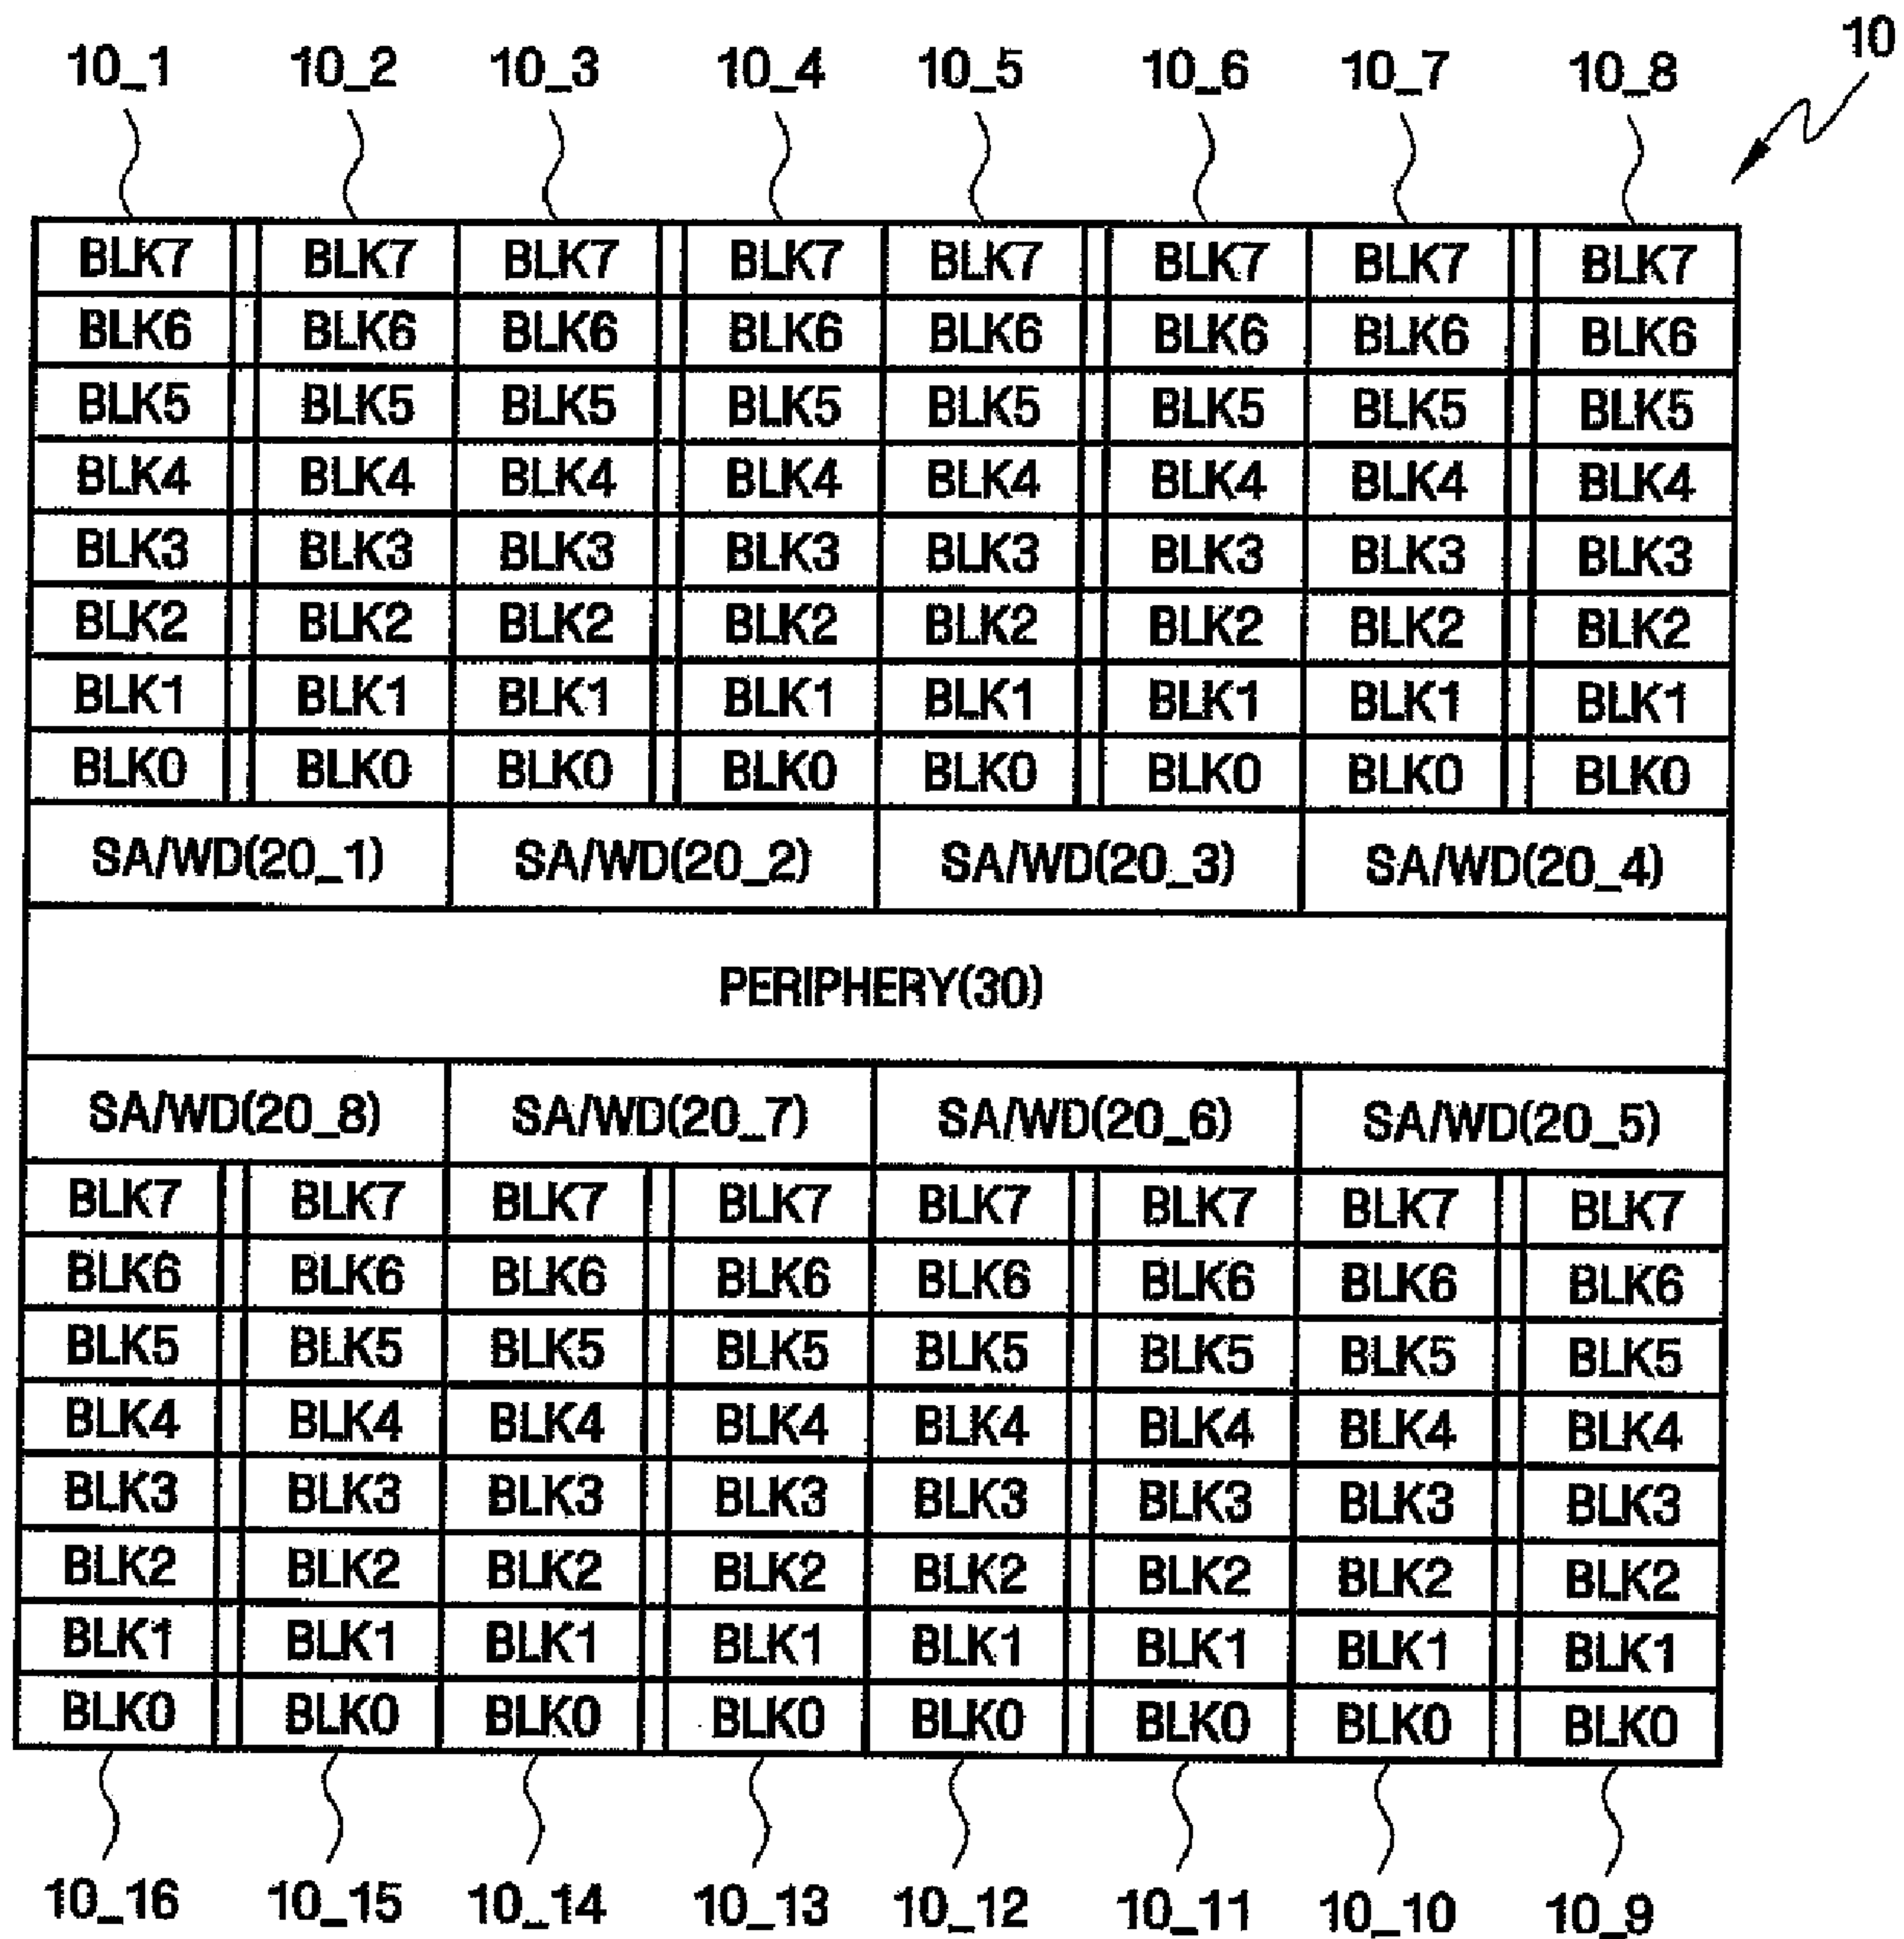 10
10_1 10_2 10_3 10_4 10_5 10_6 10_7 10_8
BLK7 BLK7 BLK7 BLK7 BLK7 BLK7 BLK7 BLK7
BLK6 BLK6 BLK6 BLK6 BLK6 BLK6 BLK6 BLK6
BLK5 BLK5 BLK5 BLK5 BLK5 BLK5 BLK5 BLK5
BLK4 BLK4 BLK4 BLK4 BLK4 BLK4 BLK4 BLK4
BLK3 BLK3 BLK3 BLK3 BLK3 BLK3 BLK3 BLK3
BLK2 BLK2 BLK2 BLK2 BLK2 BLK2 BLK2 BLK2
BLK1 BLK1 BLK1 BLK1 BLK1 BLK1 BLK1 BLK1
BLK0 BLK0 BLK0 BLK0 BLK0 BLK0 BLK0 BLK0
SA/WD(20_1) SA/WD(20_2) SA/WD(20_3) SA/WD(20_4)
PERIPHERY(30)
SA/WD(20_8) SA/WD(20_7) SA/WD(20_6) SA/WD(20_5)
BLK7 BLK7 BLK7 BLK7 BLK7 BLK7 BLK7 BLK7
BLK6 BLK6 BLK6 BLK6 BLK6 BLK6 BLK6 BLK6
BLK5 BLK5 BLK5 BLK5 BLK5 BLK5 BLK5 BLK5
BLK4 BLK4 BLK4 BLK4 BLK4 BLK4 BLK4 BLK4
BLK3 BLK3 BLK3 BLK3 BLK3 BLK3 BLK3 BLK3
BLK2 BLK2 BLK2 BLK2 BLK2 BLK2 BLK2 BLK2
BLK1 BLK1 BLK1 BLK1 BLK1 BLK1 BLK1 BLK1
BLK0 BLK0 BLK0 BLK0 BLK0 BLK0 BLK0 BLK0
10_16 10_15 10_14 10_13 10_12 10_11 10_10 10_9